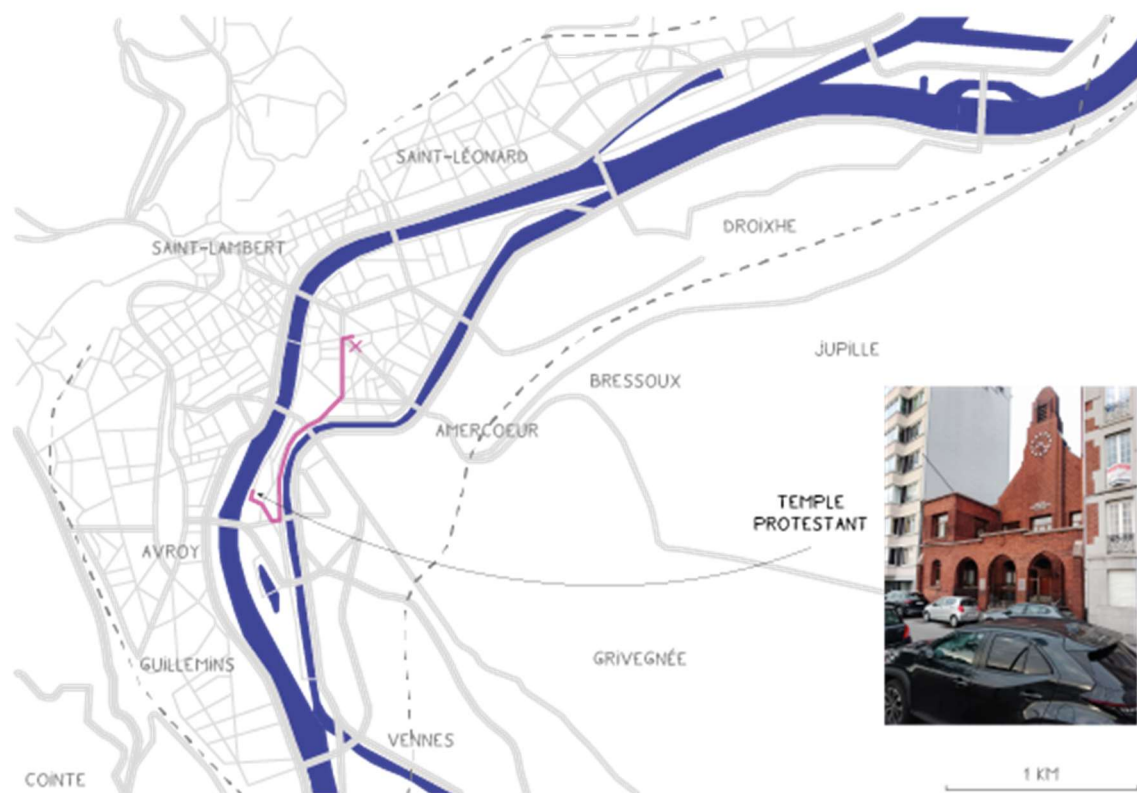 SAINT-LÉONARD
DROIXHE
SAINT-LAMBERT
JUPILLE
BRESSOUX
AMERCOEUR
TEMPLE
PROTESTANT
AVROY
GRIVEGNÉE
GUILLEMINS
VENNES
COINTE
1 KM